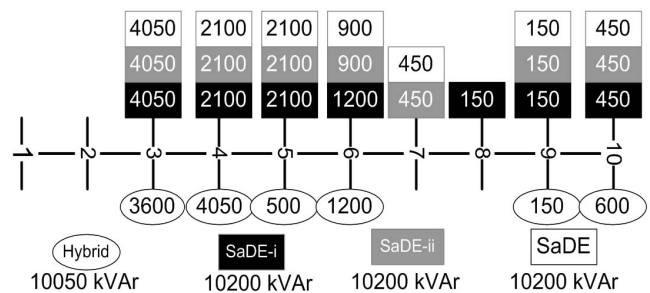 4050 2100 2100 900 150 450
4050 2100 2100 900 450 150 450
4050 2100 2100 1200 450 150 150 450
1 2 3 4 5 6 7 8 9 10
3600 4050 500 1200 150 600
Hybrid SaDE-i SaDE-ii SaDE
10050 kVAr 10200 kVAr 10200 kVAr 10200 kVAr